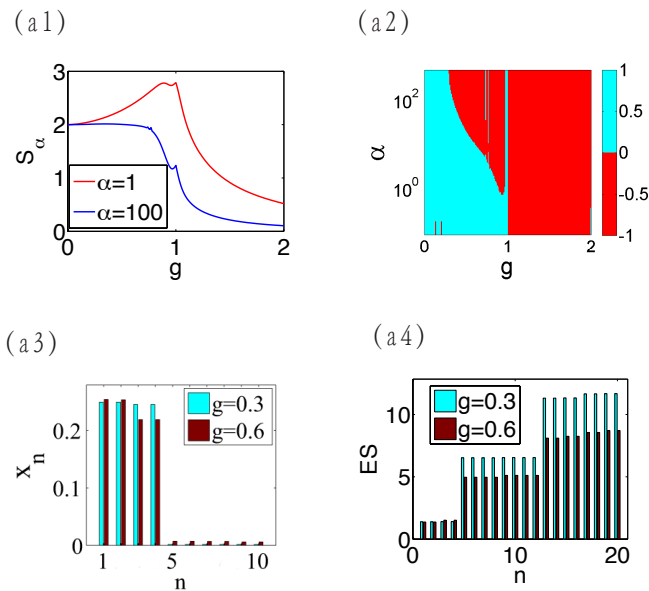 (a1)
3
2
1
0
S_α
α=1
α=100
0 1 2
g
(a2)
10^2
10^0
α
0 1 2
g
1
0.5
0
-0.5
-1
(a3)
0.2
0.1
0
x_n
g=0.3
g=0.6
1 5 10
n
(a4)
10
5
0
ES
g=0.3
g=0.6
0 10 20
n